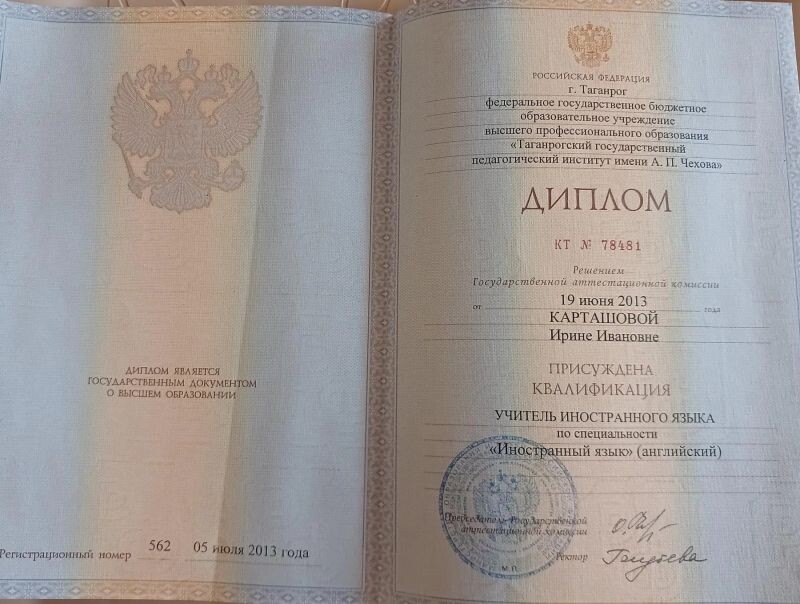 ДИПЛОМ ЯВЛЯЕТСЯ
ГОСУДАРСТВЕННЫМ ДОКУМЕНТОМ
О ВЫСШЕМ ОБРАЗОВАНИИ
Регистрационный номер 562 05 июля 2013 года
РОССИЙСКАЯ ФЕДЕРАЦИЯ
г. Таганрог
федеральное государственное бюджетное
образовательное учреждение
высшего профессионального образования
«Таганрогский государственный
педагогический институт имени А. П. Чехова»
ДИПЛОМ
КТ № 78481
Решением
Государственной аттестационной комиссии
от 19 июня 2013 года
КАРТАШОВОЙ
Ирине Ивановне
ПРИСУЖДЕНА
КВАЛИФИКАЦИЯ
УЧИТЕЛЬ ИНОСТРАННОГО ЯЗЫКА
по специальности
«Иностранный язык» (английский)
Председатель Государственной
аттестационной комиссии
Ректор
М.П.